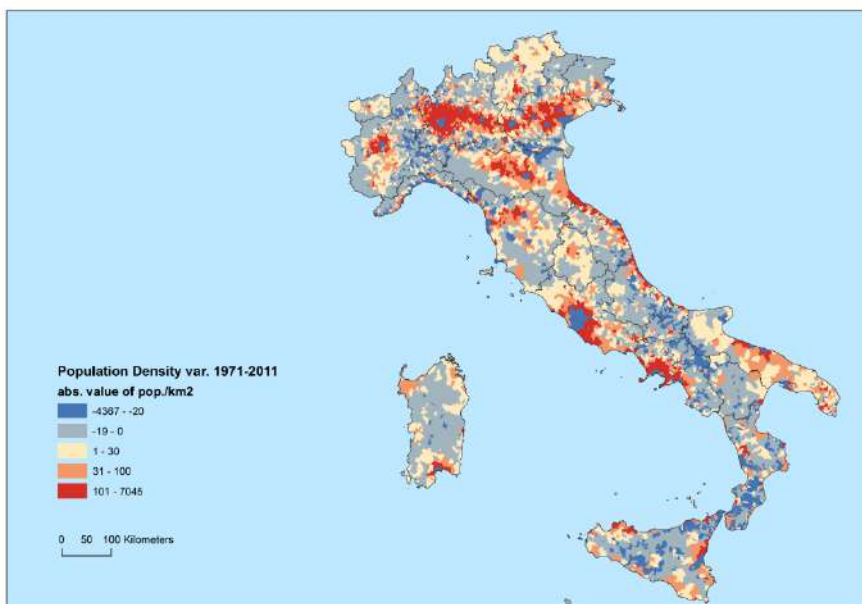 Population Density var. 1971-2011
abs. value of pop./km2
-4367 - -20
-19 - 0
1 - 30
31 - 100
101 - 7045
0 50 100 Kilometers